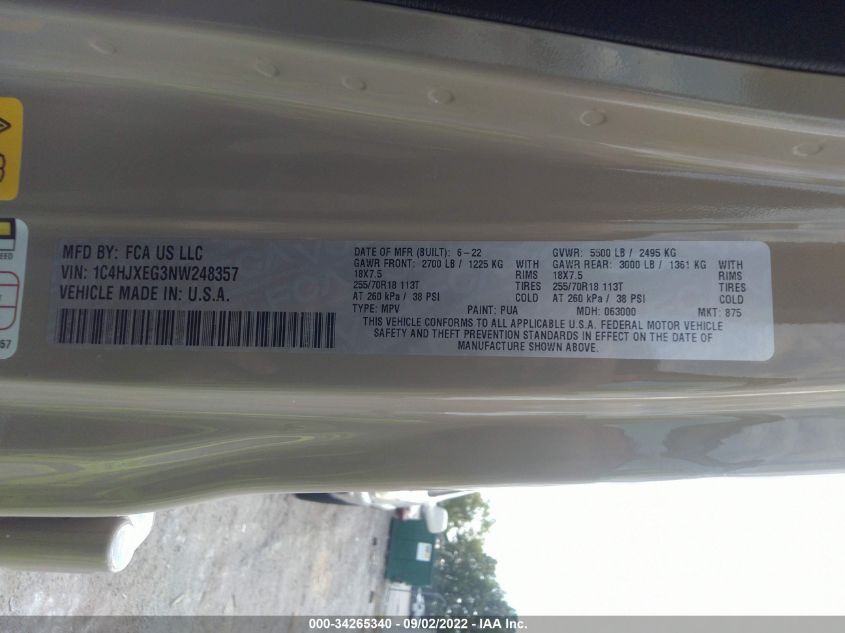 3
EED
MFD BY: FCA US LLC
VIN: 1C4HJXEG3NW248357
VEHICLE MADE IN: U.S.A.
DATE OF MFR (BUILT): 6-22
GVWR: 5500 LB / 2495 KG
GAWR FRONT: 2700 LB / 1225 KG WITH
18X7.5 RIMS
255/70R18 113T TIRES
AT 260 kPa / 38 PSI COLD
GAWR REAR: 3000 LB / 1361 KG WITH
18X7.5 RIMS
255/70R18 113T TIRES
AT 260 kPa / 38 PSI COLD
TYPE: MPV PAINT: PUA MDH: 063000 MKT: 875
THIS VEHICLE CONFORMS TO ALL APPLICABLE U.S.A. FEDERAL MOTOR VEHICLE
SAFETY AND THEFT PREVENTION STANDARDS IN EFFECT ON THE DATE OF
MANUFACTURE SHOWN ABOVE.
57
000-34265340 - 09/02/2022 - IAA Inc.